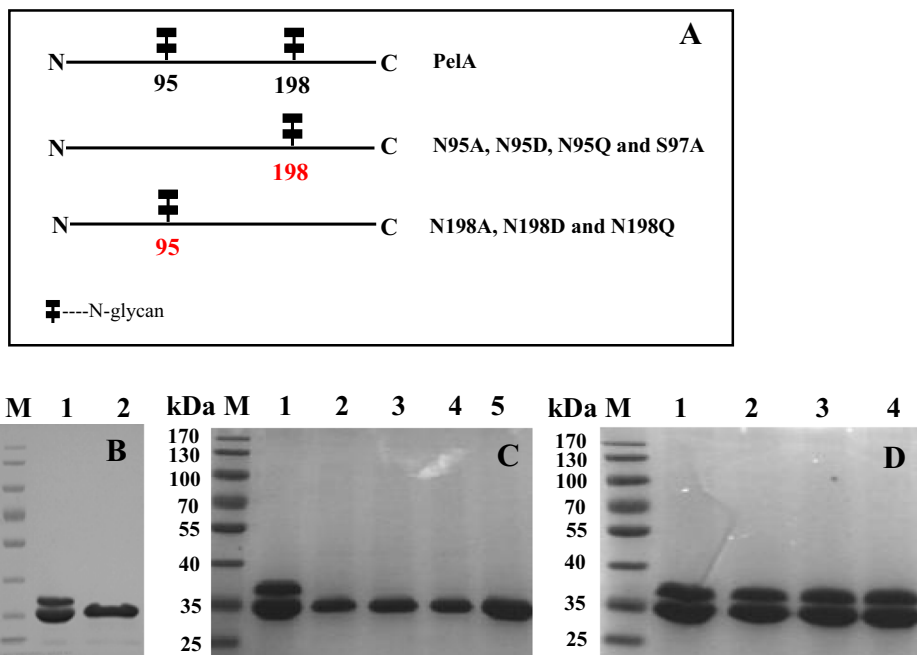 A
N C PelA
95 198
N C N95A, N95D, N95Q and S97A
198
N C N198A, N198D and N198Q
95
----N-glycan
M 1 2 kDa M 1 2 3 4 5 kDa M 1 2 3 4
B C D
170 170
130 130
100 100
70 70
55 55
40 40
35 35
25 25